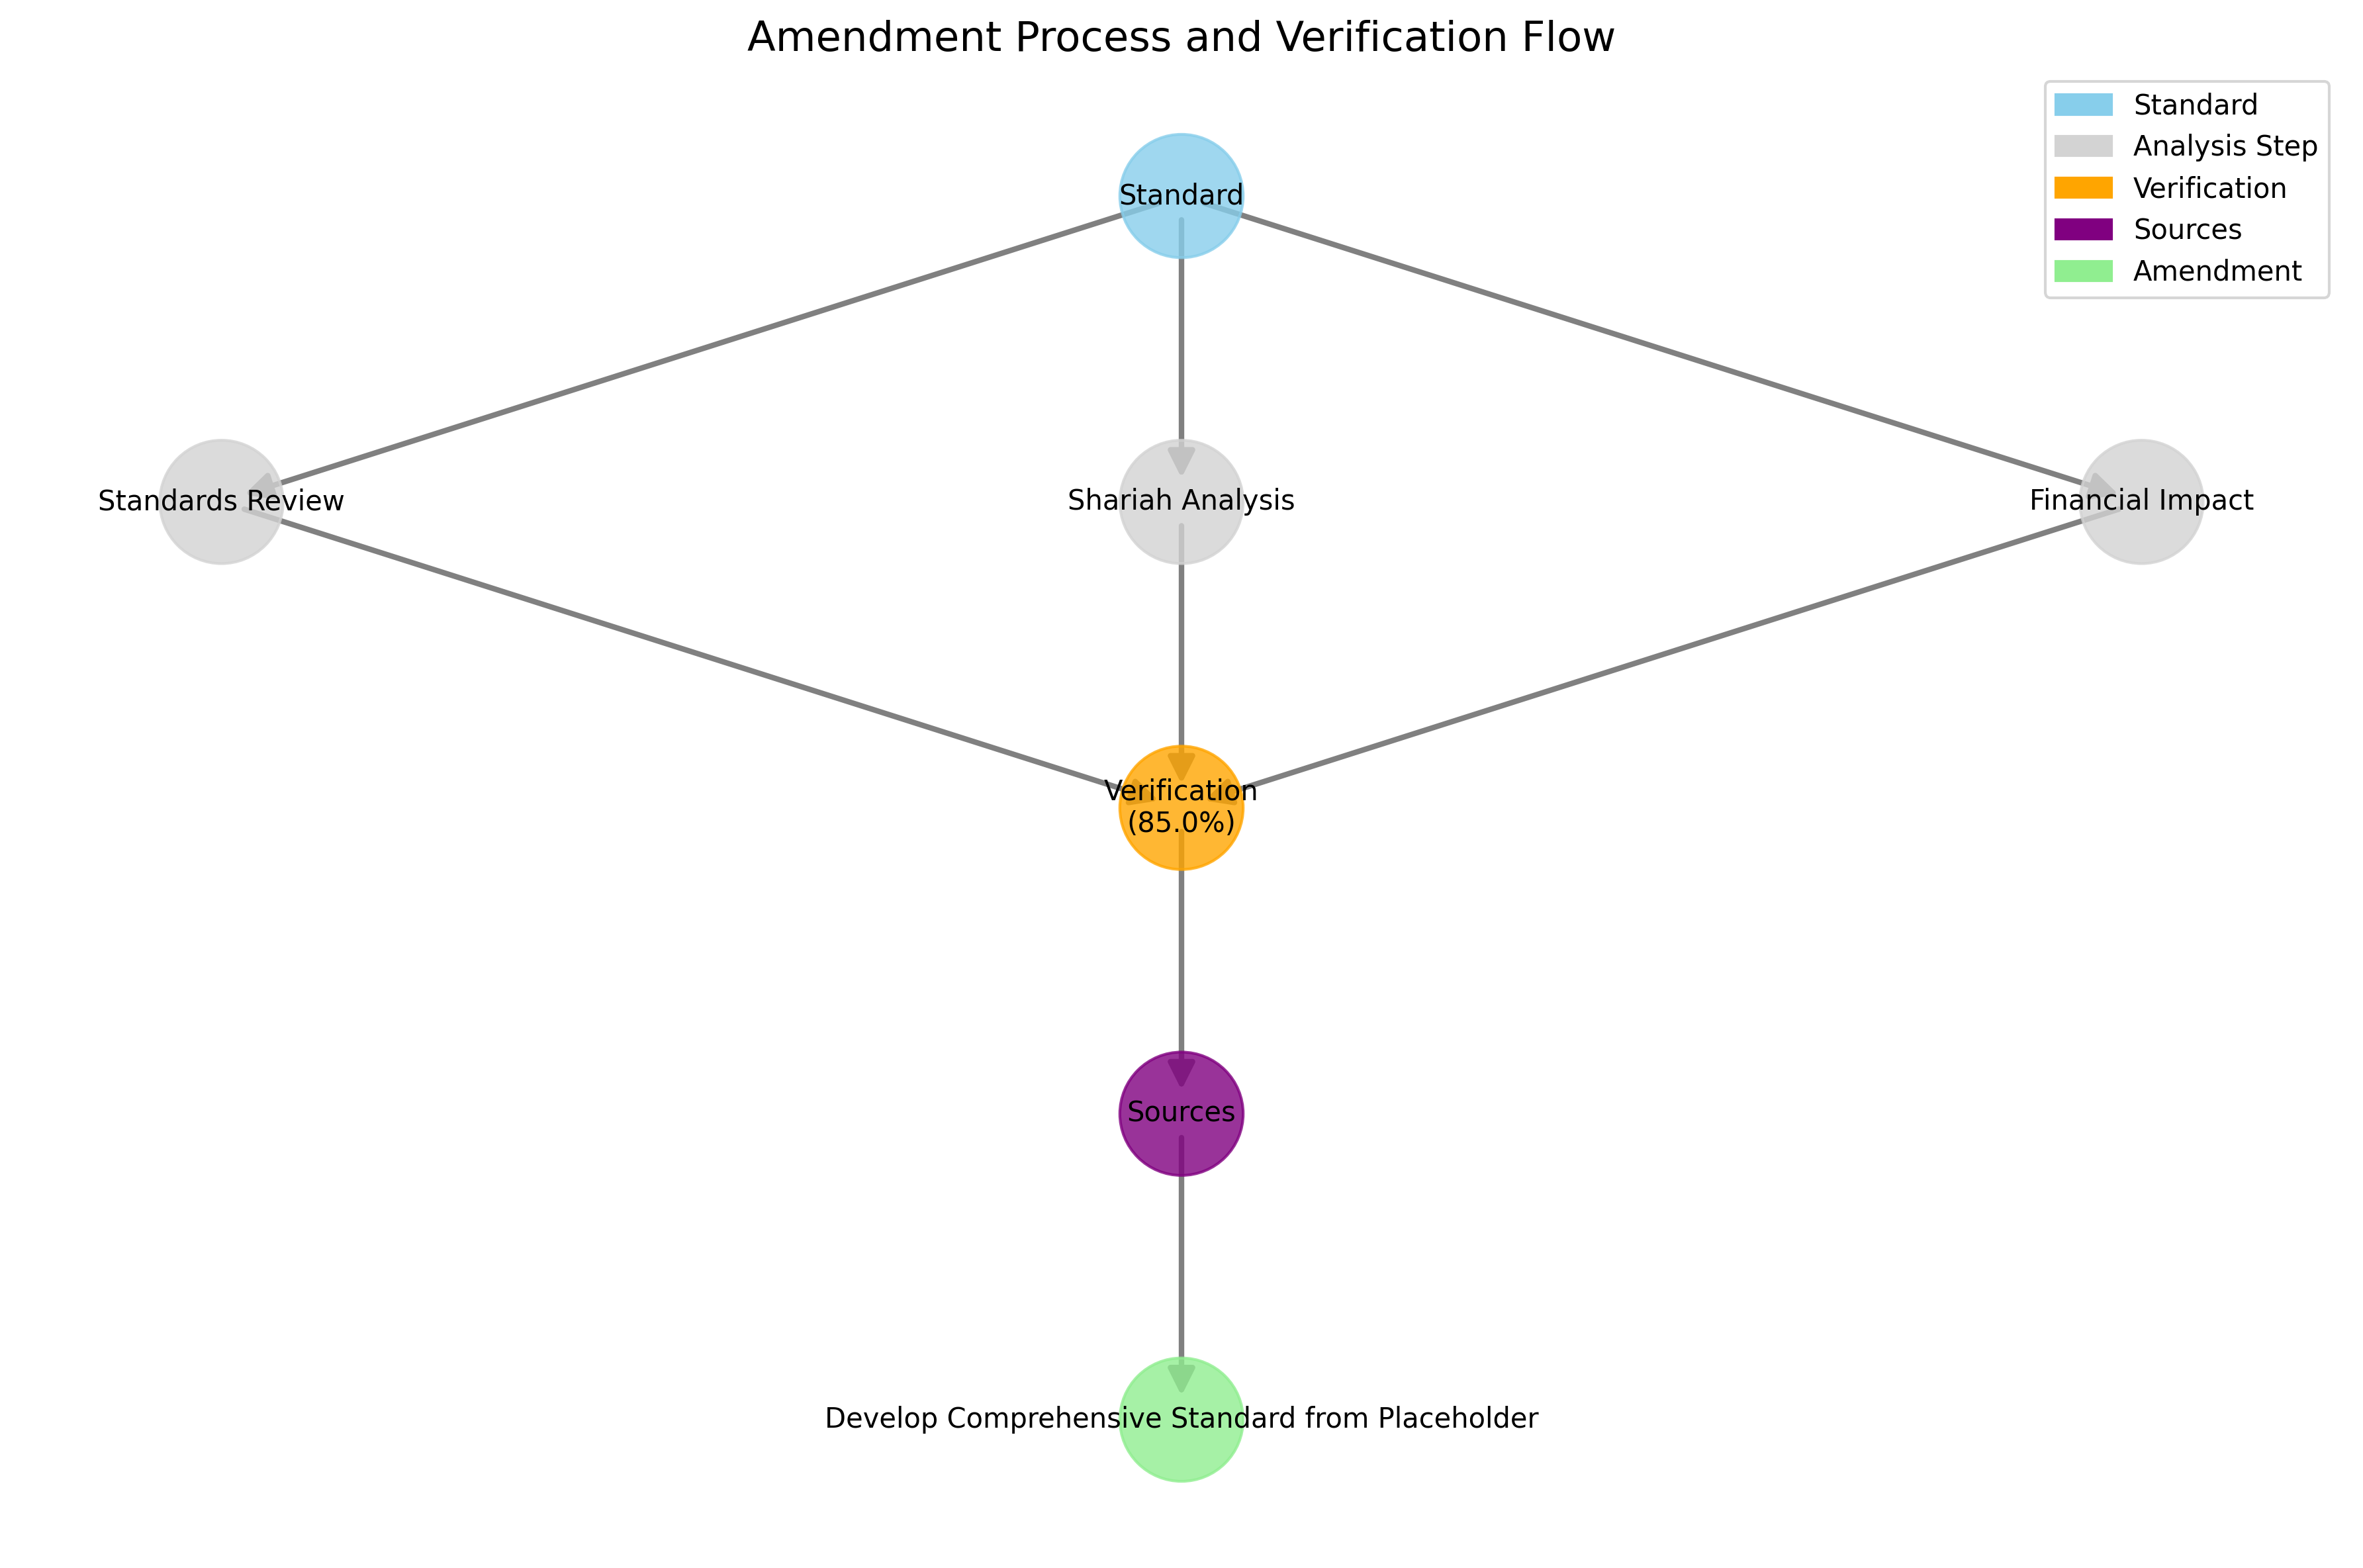 Amendment Process and Verification Flow
Standard
Analysis Step
Verification
Sources
Amendment
Standard
Standards Review
Shariah Analysis
Financial Impact
Verification
(85.0%)
Sources
Develop Comprehensive Standard from Placeholder